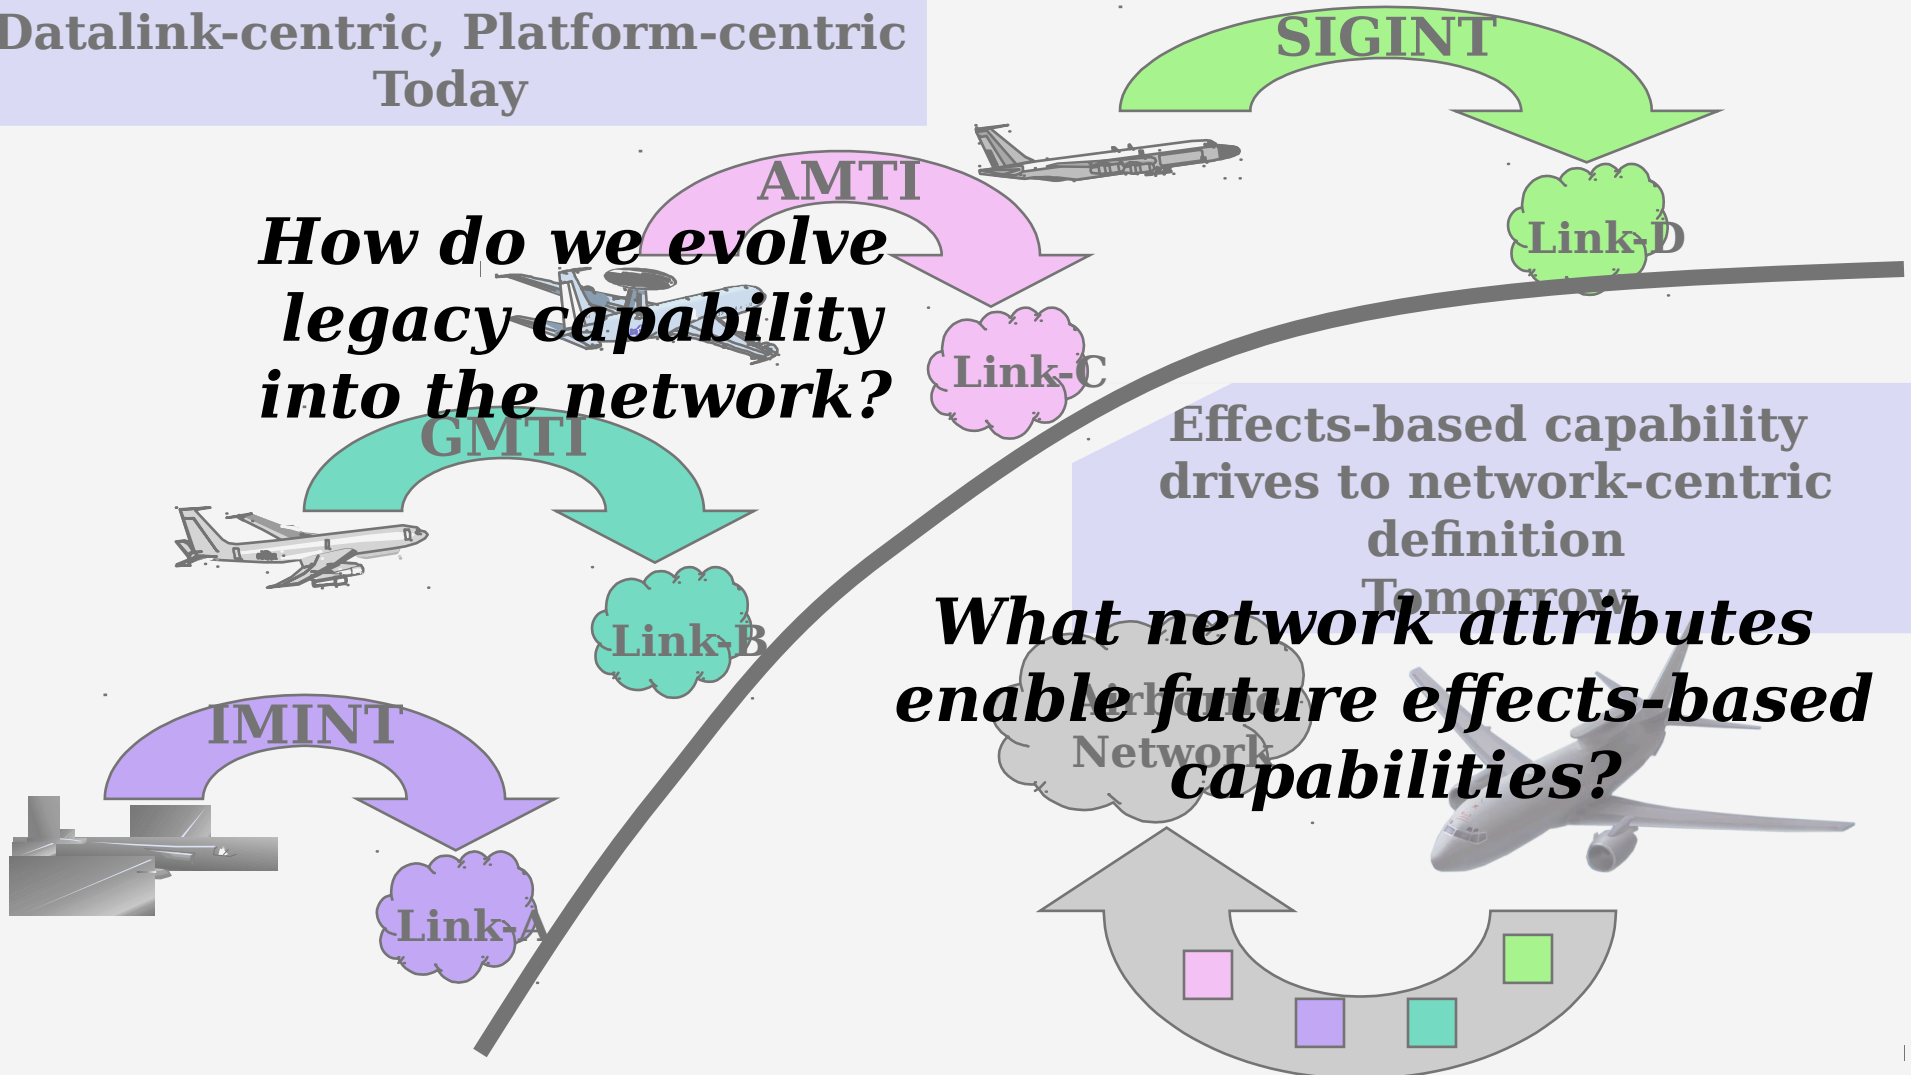 Datalink-centric, Platform-centric
Today
SIGINT
AMTI
Link-D
How do we evolve
legacy capability
into the network?
Link-C
GMTI
Effects-based capability
drives to network-centric
definition
Tomorrow
Link-B
What network attributes
enable future effects-based
capabilities?
Airborne
Network
IMINT
Link-A